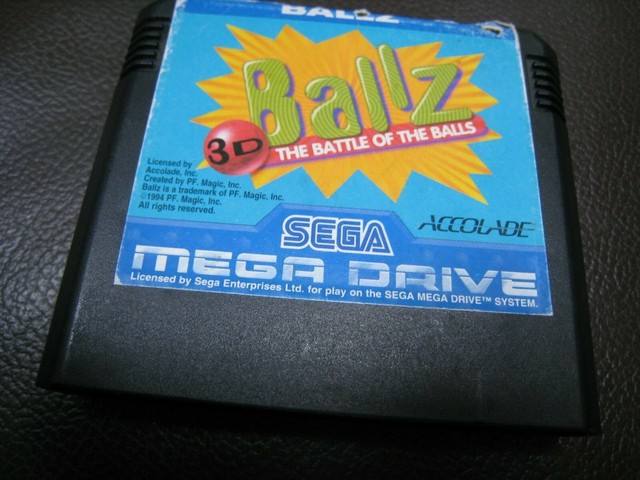 BALLZ
Ballz
3D
THE BATTLE OF THE BALLS
Licensed by
Accolade, Inc.
Created by PF. Magic, Inc.
Ballz is a trademark of PF. Magic, Inc.
©1994 PF. Magic, Inc.
All rights reserved.
ACCOLADE
SEGA
MEGA DRIVE
Licensed by Sega Enterprises Ltd. for play on the SEGA MEGA DRIVE™ SYSTEM.